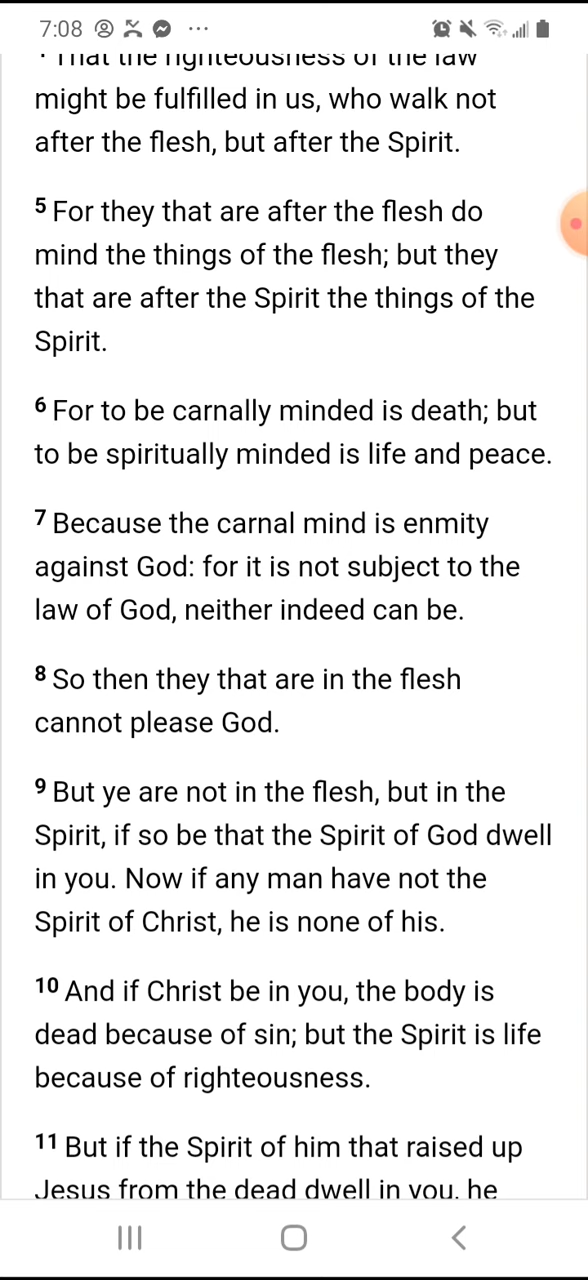 7:08
That the righteousness of the law
might be fulfilled in us, who walk not
after the flesh, but after the Spirit.
5 For they that are after the flesh do
mind the things of the flesh; but they
that are after the Spirit the things of the
Spirit.
6 For to be carnally minded is death; but
to be spiritually minded is life and peace.
7 Because the carnal mind is enmity
against God: for it is not subject to the
law of God, neither indeed can be.
8 So then they that are in the flesh
cannot please God.
9 But ye are not in the flesh, but in the
Spirit, if so be that the Spirit of God dwell
in you. Now if any man have not the
Spirit of Christ, he is none of his.
10 And if Christ be in you, the body is
dead because of sin; but the Spirit is life
because of righteousness.
11 But if the Spirit of him that raised up
Jesus from the dead dwell in you, he